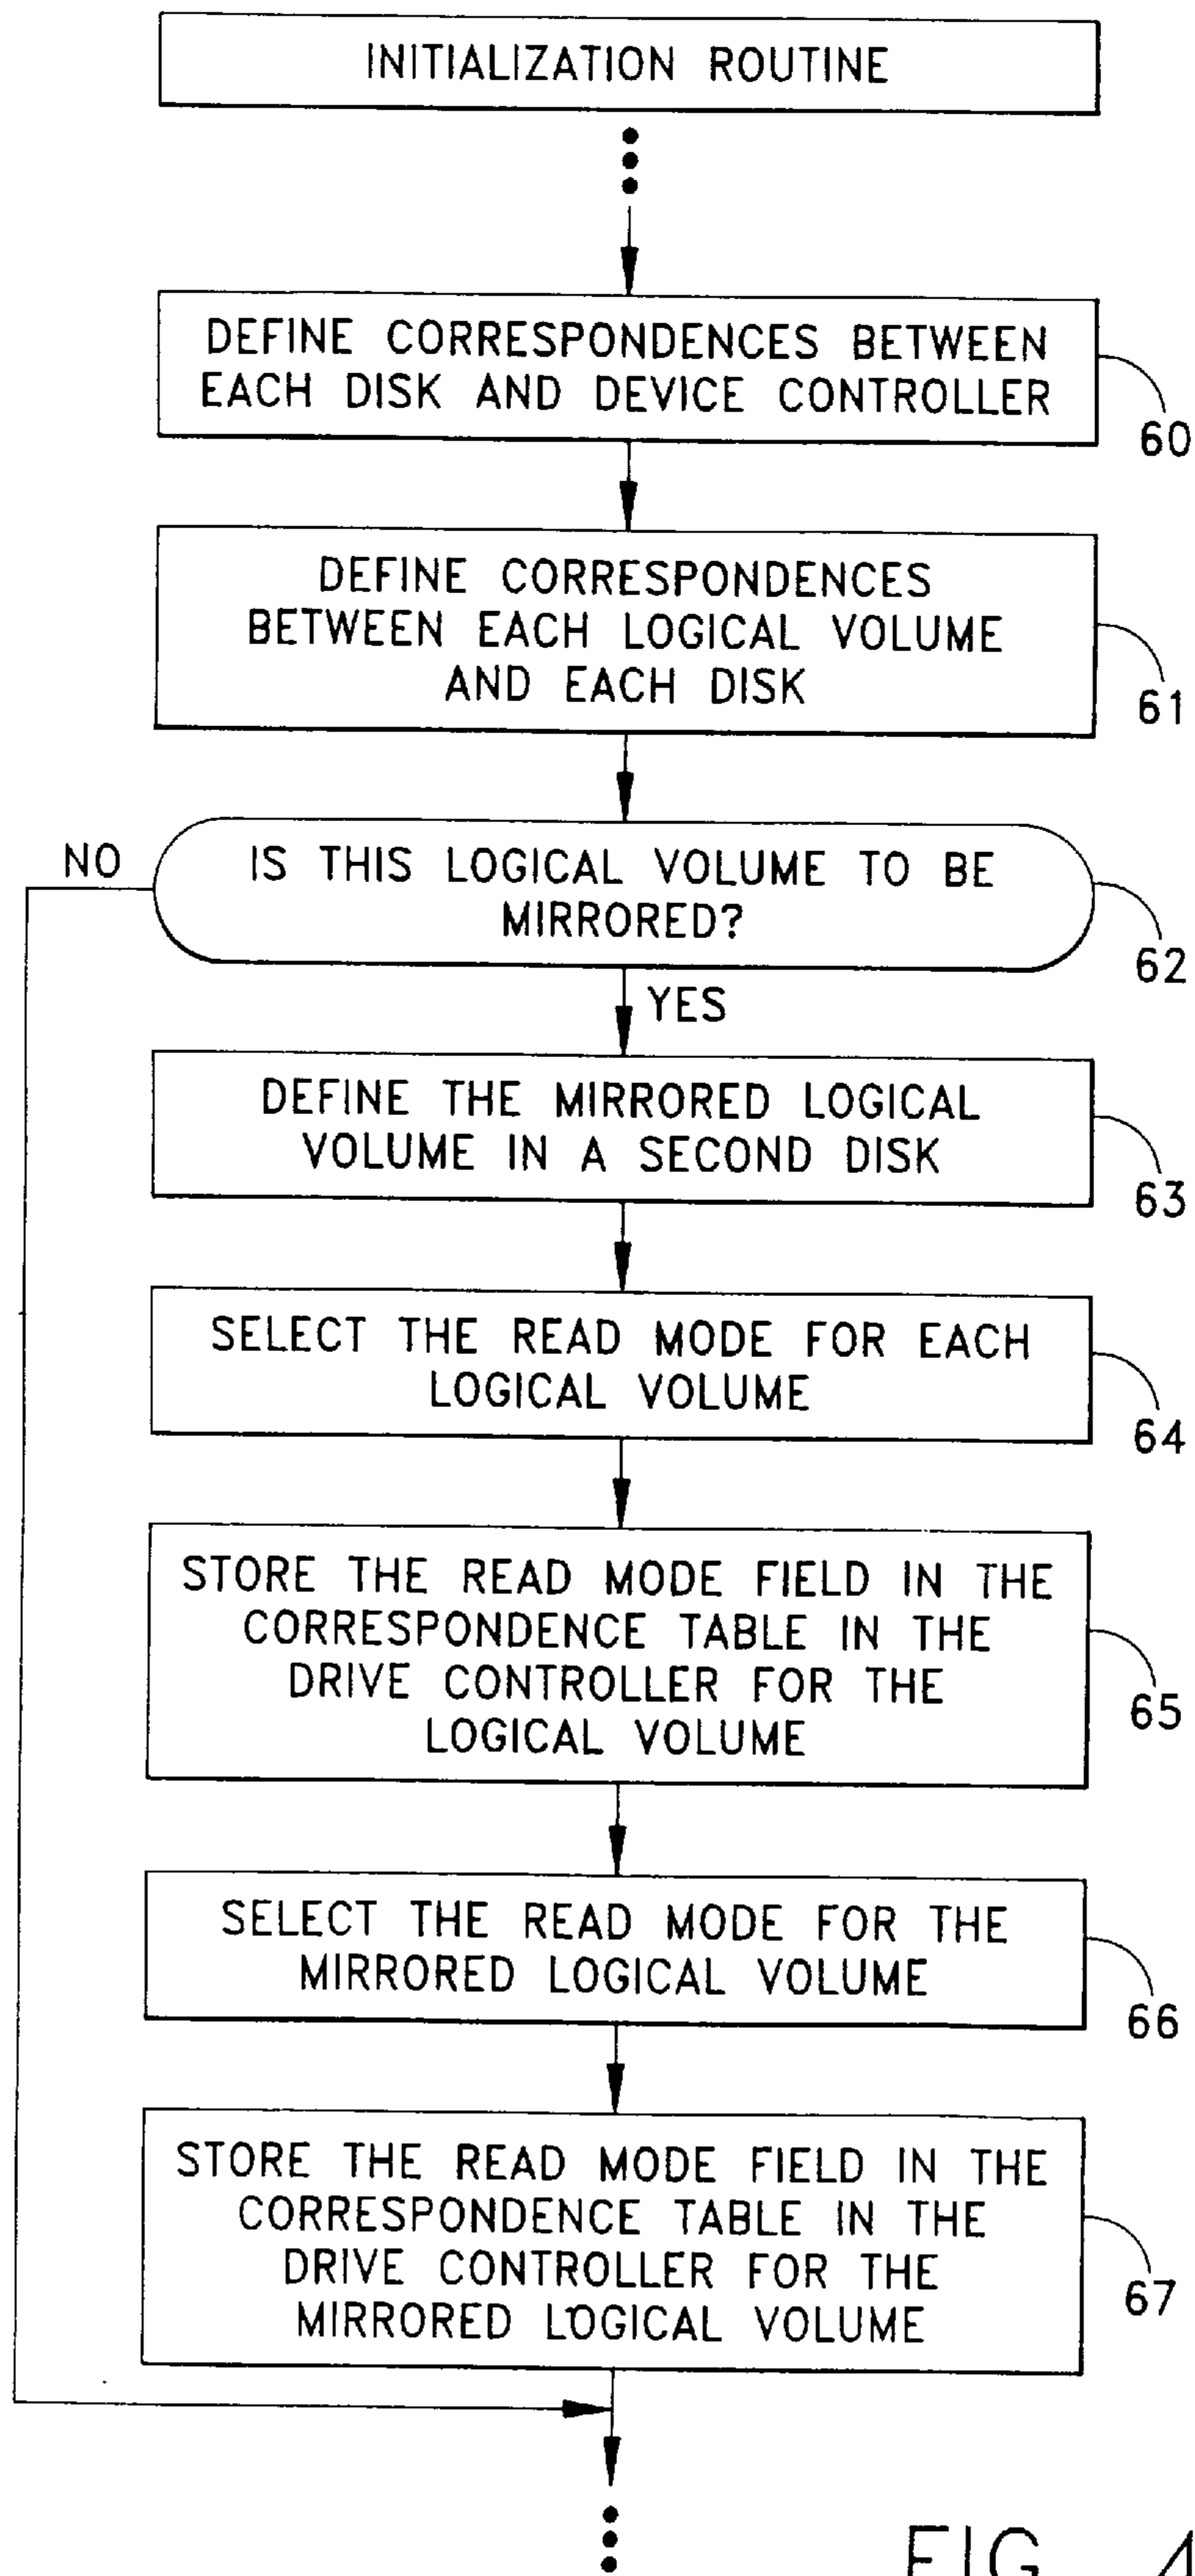 INITIALIZATION ROUTINE
DEFINE CORRESPONDENCES BETWEEN
EACH DISK AND DEVICE CONTROLLER
60
DEFINE CORRESPONDENCES
BETWEEN EACH LOGICAL VOLUME
AND EACH DISK
61
NO
IS THIS LOGICAL VOLUME TO BE
MIRRORED?
62
YES
DEFINE THE MIRRORED LOGICAL
VOLUME IN A SECOND DISK
63
SELECT THE READ MODE FOR EACH
LOGICAL VOLUME
64
STORE THE READ MODE FIELD IN THE
CORRESPONDENCE TABLE IN THE
DRIVE CONTROLLER FOR THE
LOGICAL VOLUME
65
SELECT THE READ MODE FOR THE
MIRRORED LOGICAL VOLUME
66
STORE THE READ MODE FIELD IN THE
CORRESPONDENCE TABLE IN THE
DRIVE CONTROLLER FOR THE
MIRRORED LOGICAL VOLUME
67
FIG. 4